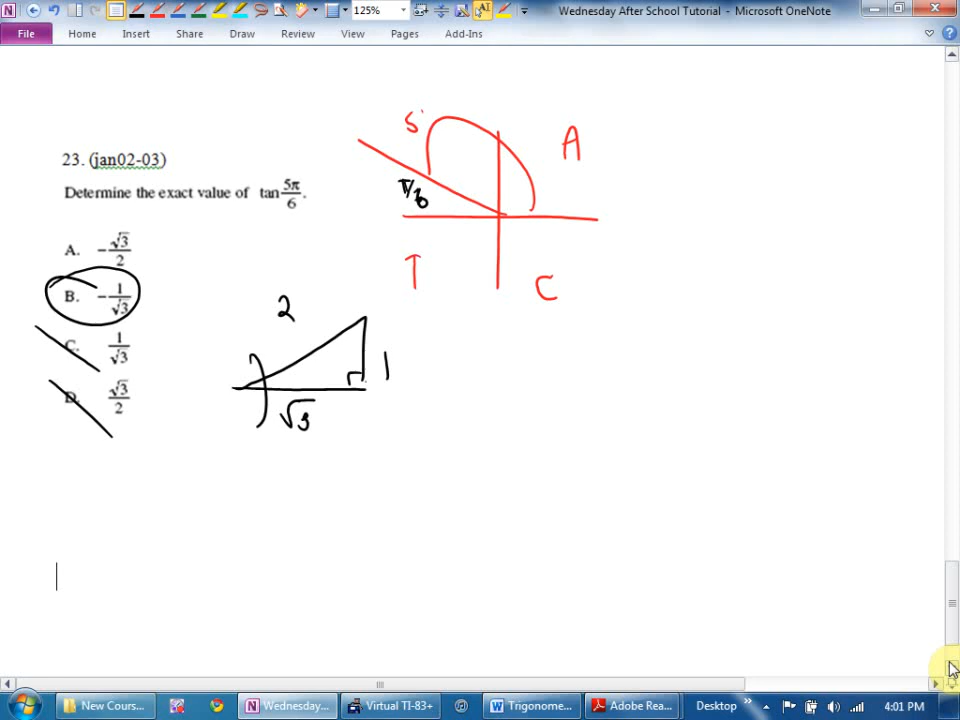 125%
Wednesday After School Tutorial - Microsoft OneNote
File Home Insert Share Draw Review View Pages Add-Ins
23. (jan02-03)
Determine the exact value of tan 5π/6.
A. -√3/2
B. -1/√3
C. 1/√3
D. √3/2
S A
π/6
T C
2
1
√3
New Cours... Wednesday... Virtual TI-83+ Trigonome... Adobe Rea... Desktop » 4:01 PM